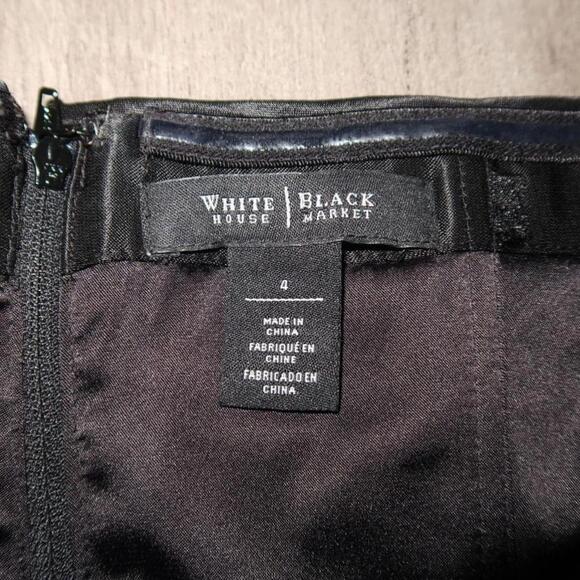 WHITE | BLACK
HOUSE | MARKET
4
MADE IN
CHINA
FABRIQUÉ EN
CHINE
FABRICADO EN
CHINA